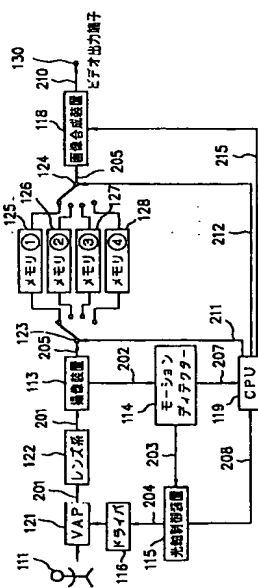 130
ビデオ出力端子
210
118
画像合成装置
124
205
215
125
メモリ①
126
メモリ②
127
メモリ③
128
メモリ④
212
123
205
211
113
撮像装置
202
114
モーション
ディテクター
207
119
CPU
201
122
レンズ系
201
203
208
121
VAP
116
ドライバ
204
115
光軸制御装置
111